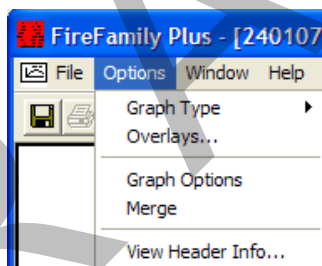 FireFamily Plus - [240107
File Options Window Help
Graph Type
Overlays...
Graph Options
Merge
View Header Info...